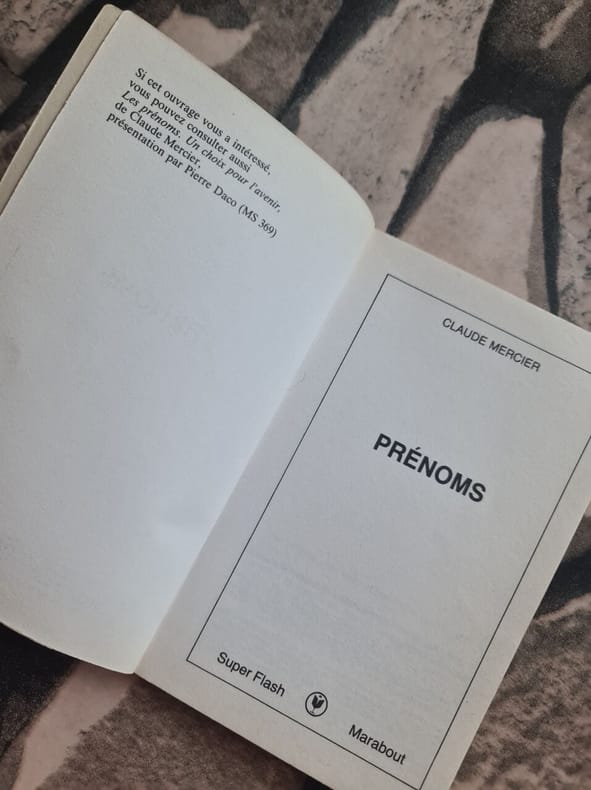 Si cet ouvrage vous a intéressé,
vous pouvez consulter aussi
Les prénoms. Un choix pour l'avenir,
de Claude Mercier,
présentation par Pierre Daco (MS 369)
CLAUDE MERCIER
PRÉNOMS
Super Flash
Marabout